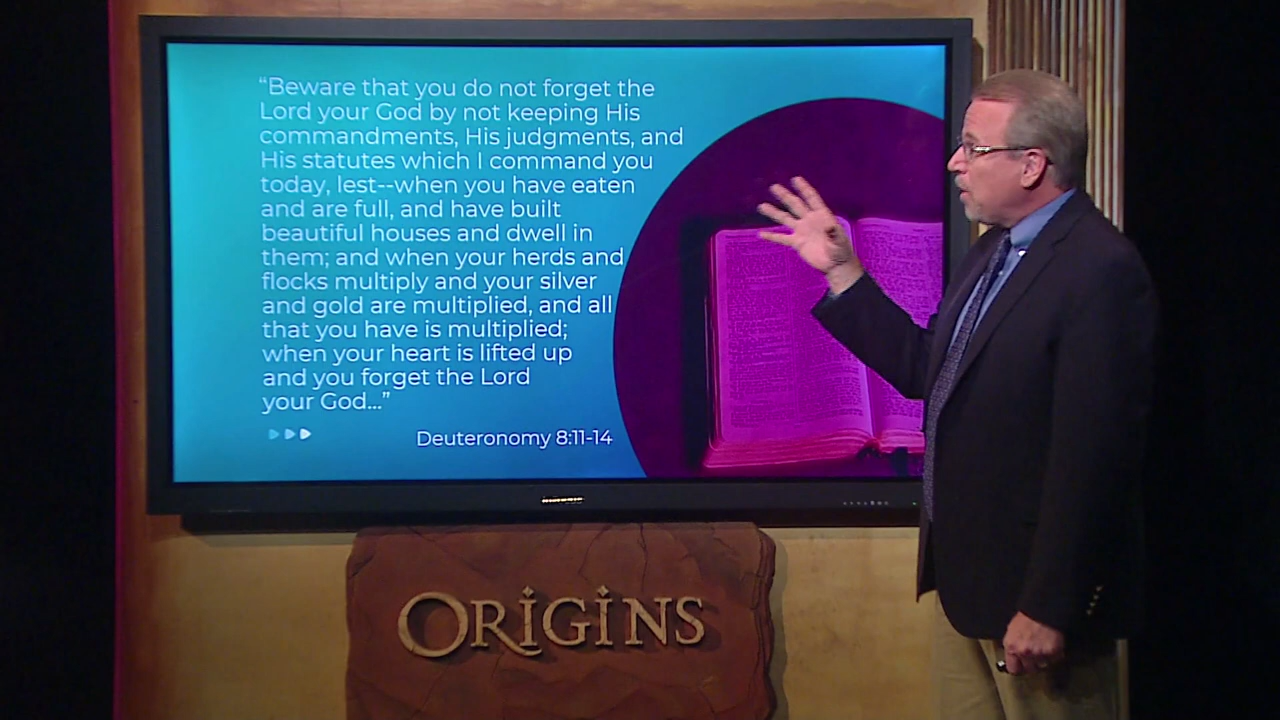 “Beware that you do not forget the
Lord your God by not keeping His
commandments, His judgments, and
His statutes which I command you
today, lest--when you have eaten
and are full, and have built
beautiful houses and dwell in
them; and when your herds and
flocks multiply and your silver
and gold are multiplied, and all
that you have is multiplied;
when your heart is lifted up
and you forget the Lord
your God...”
Deuteronomy 8:11-14
ORIGINS